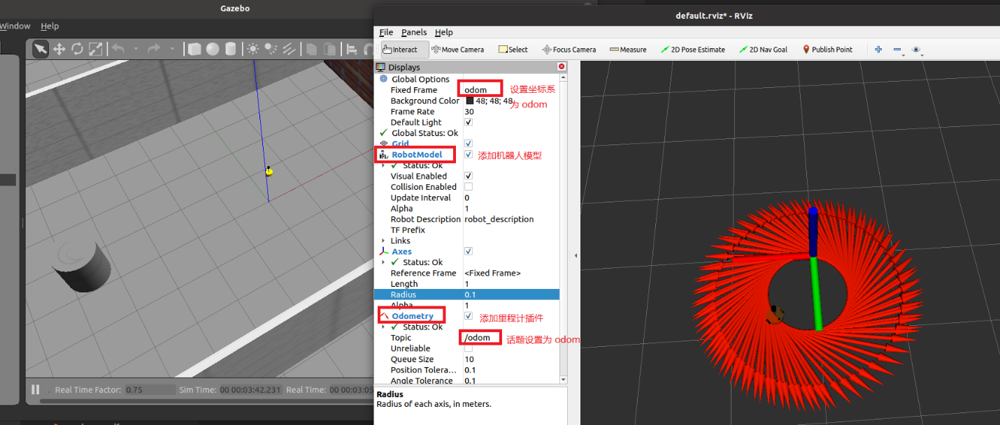 Gazebo
Window Help
default.rviz* - RViz
File Panels Help
Interact Move Camera Select Focus Camera Measure 2D Pose Estimate 2D Nav Goal Publish Point
Displays
Global Options
Fixed Frame odom 设置坐标系
Background Color 48; 48; 48 为 odom
Frame Rate 30
Default Light
Global Status: Ok
Grid
RobotModel 添加机器人模型
Status: Ok
Visual Enabled
Collision Enabled
Update Interval 0
Alpha 1
Robot Description robot_description
TF Prefix
Links
Axes
Status: Ok
Reference Frame <Fixed Frame>
Length 1
Radius 0.1
Alpha 1
Odometry 添加里程计插件
Status: Ok
Topic /odom 话题设置为 odom
Unreliable
Queue Size 10
Position Tolera… 0.1
Angle Tolerance 0.1
Radius
Radius of each axis, in meters.
Real Time Factor: 0.75 Sim Time: 00 00:03:42.231 Real Time: 00 00:03:05